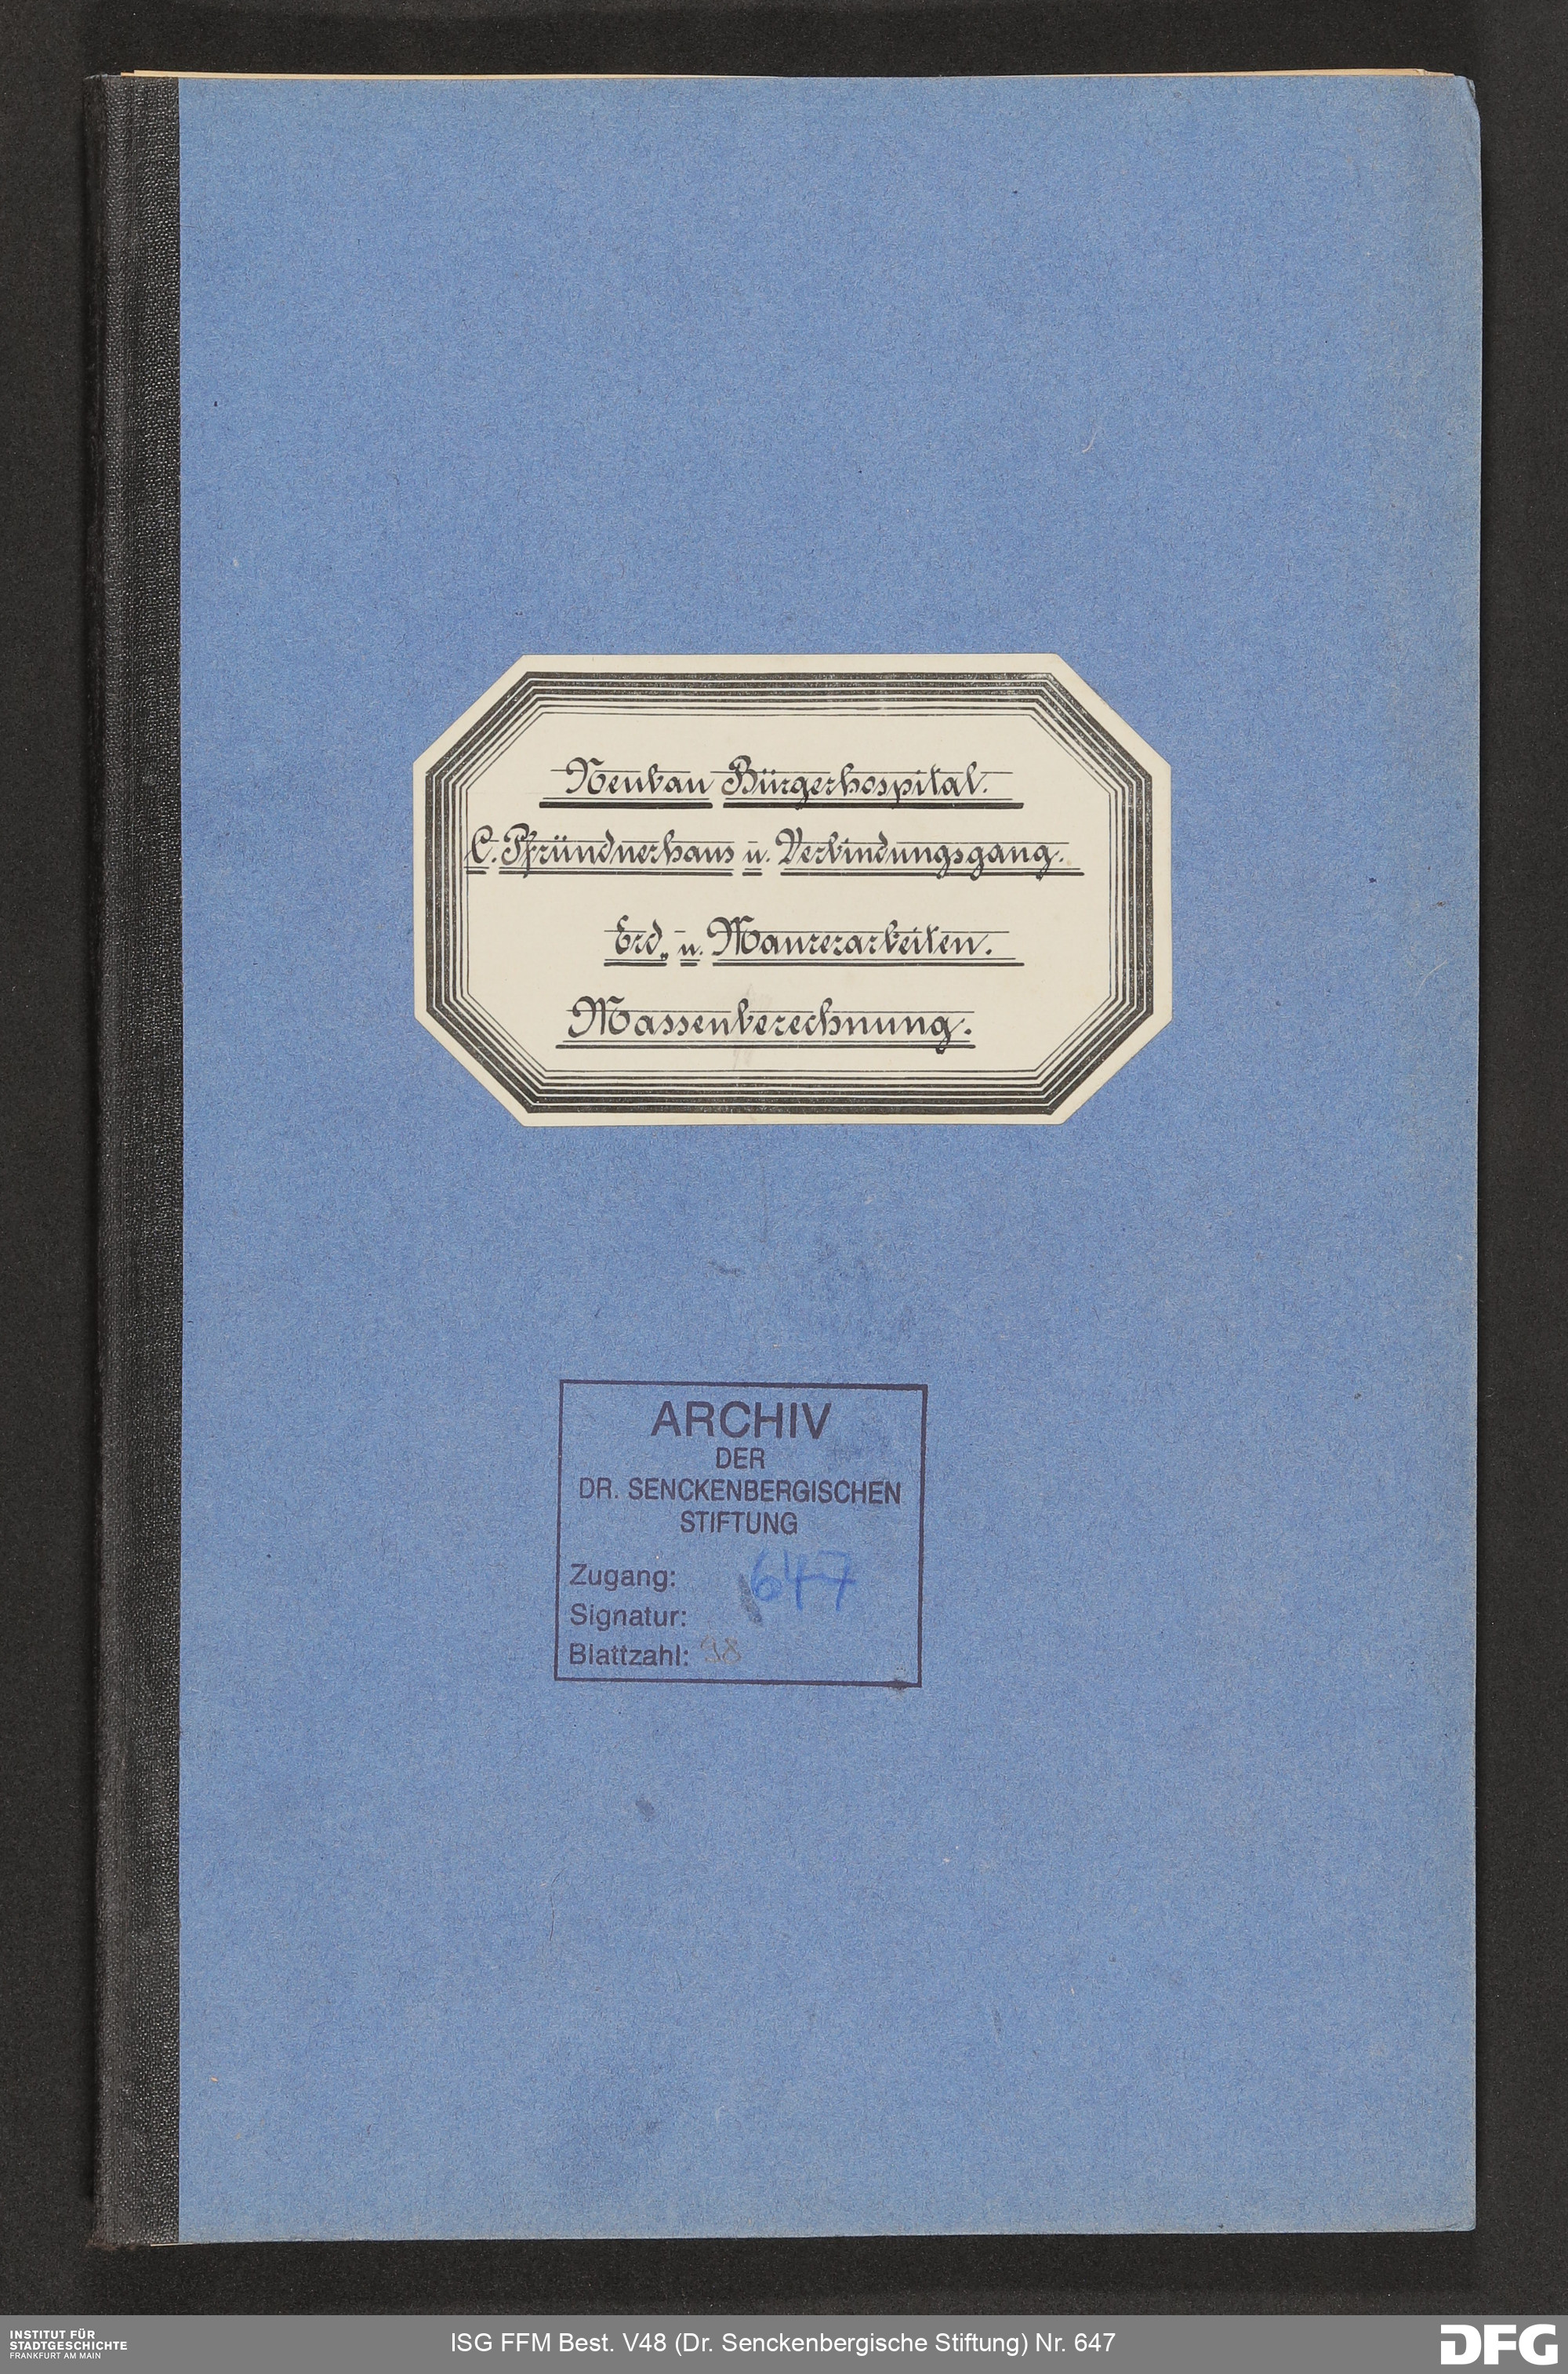 Neubau Bürgerhospital.
C. Pfründnerhaus u. Verbindungsgang.
Erd„ u. Maurerarbeiten.
Massenberechnung.
ARCHIV
DER
DR. SENCKENBERGISCHEN
STIFTUNG
Zugang: 647
Signatur:
Blattzahl: 98
INSTITUT FÜR
STADTGESCHICHTE
FRANKFURT AM MAIN
ISG FFM Best. V48 (Dr. Senckenbergische Stiftung) Nr. 647
DFG